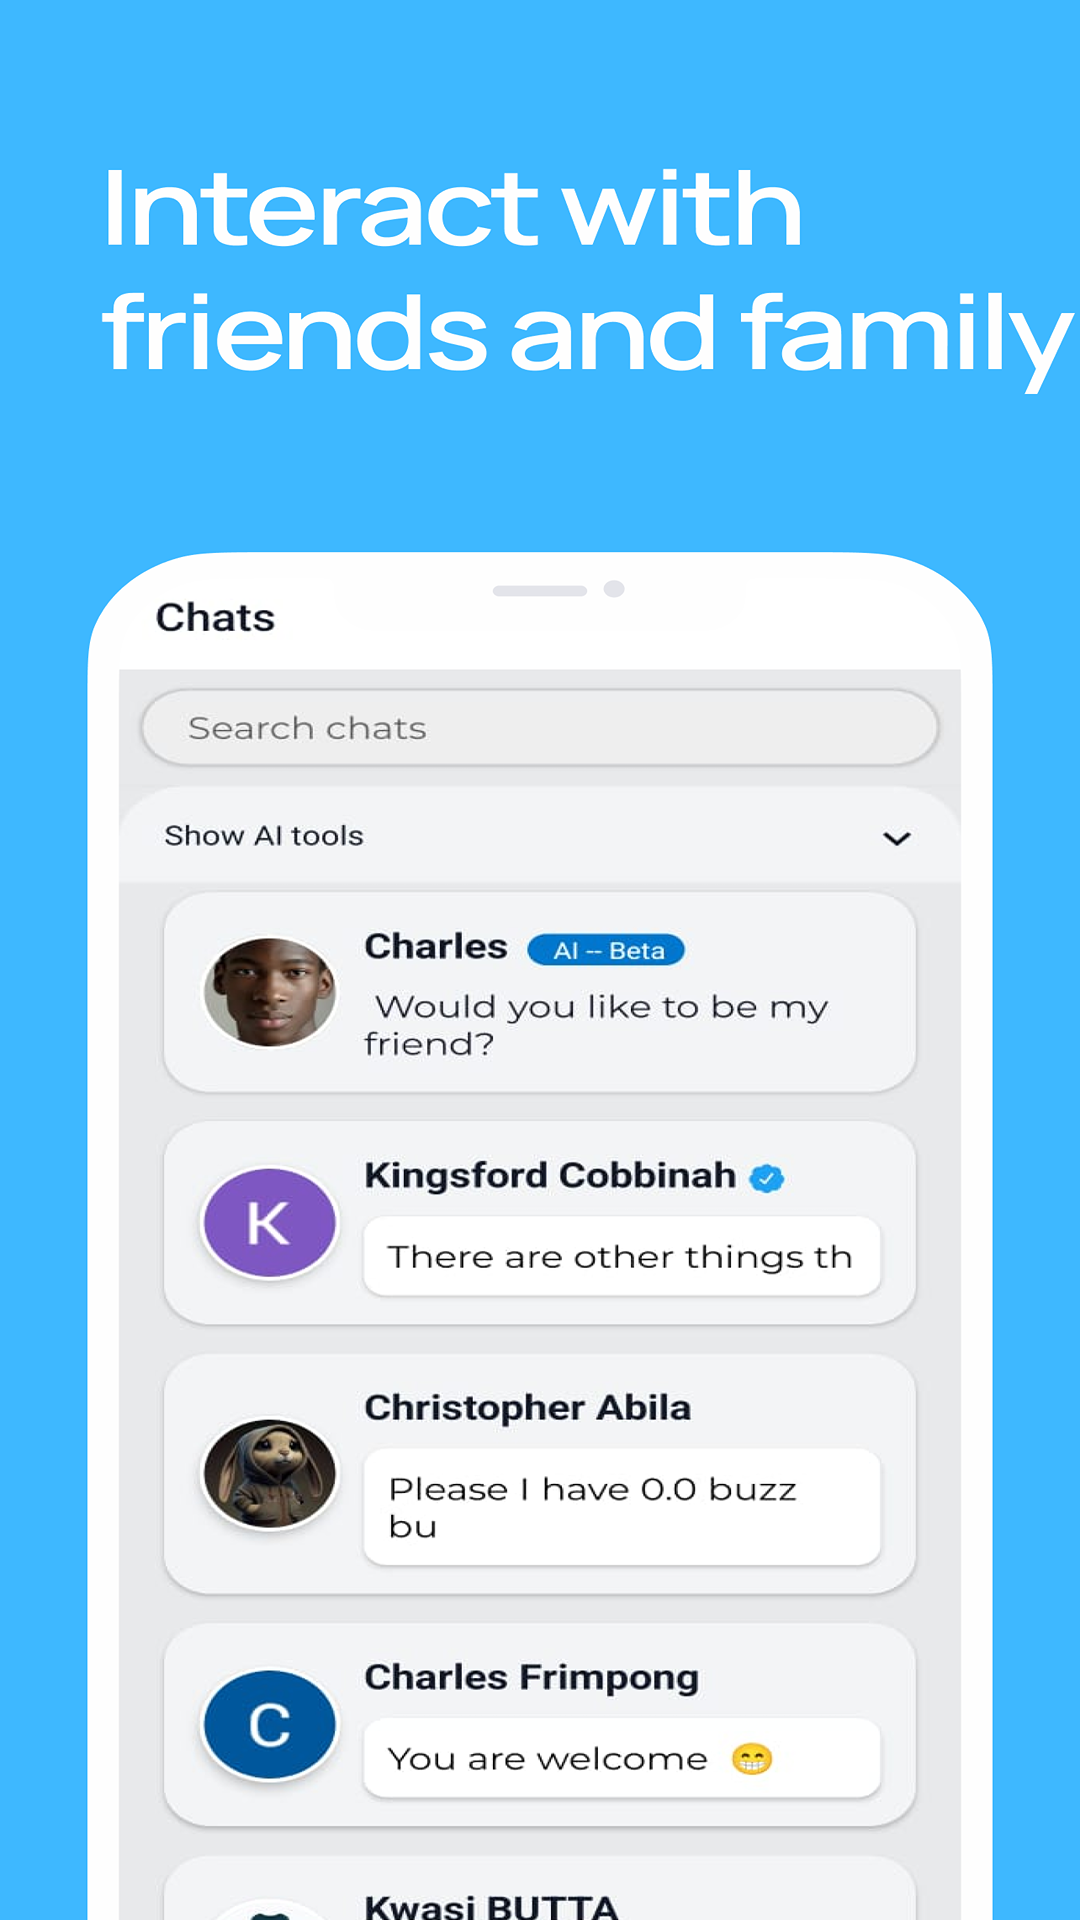 Interact with
friends and family
Chats
Search chats
Show AI tools
Charles AI -- Beta
Would you like to be my
friend?
K
Kingsford Cobbinah
There are other things th
Christopher Abila
Please I have 0.0 buzz
bu
C
Charles Frimpong
You are welcome 😁
Kwasi BUTTA